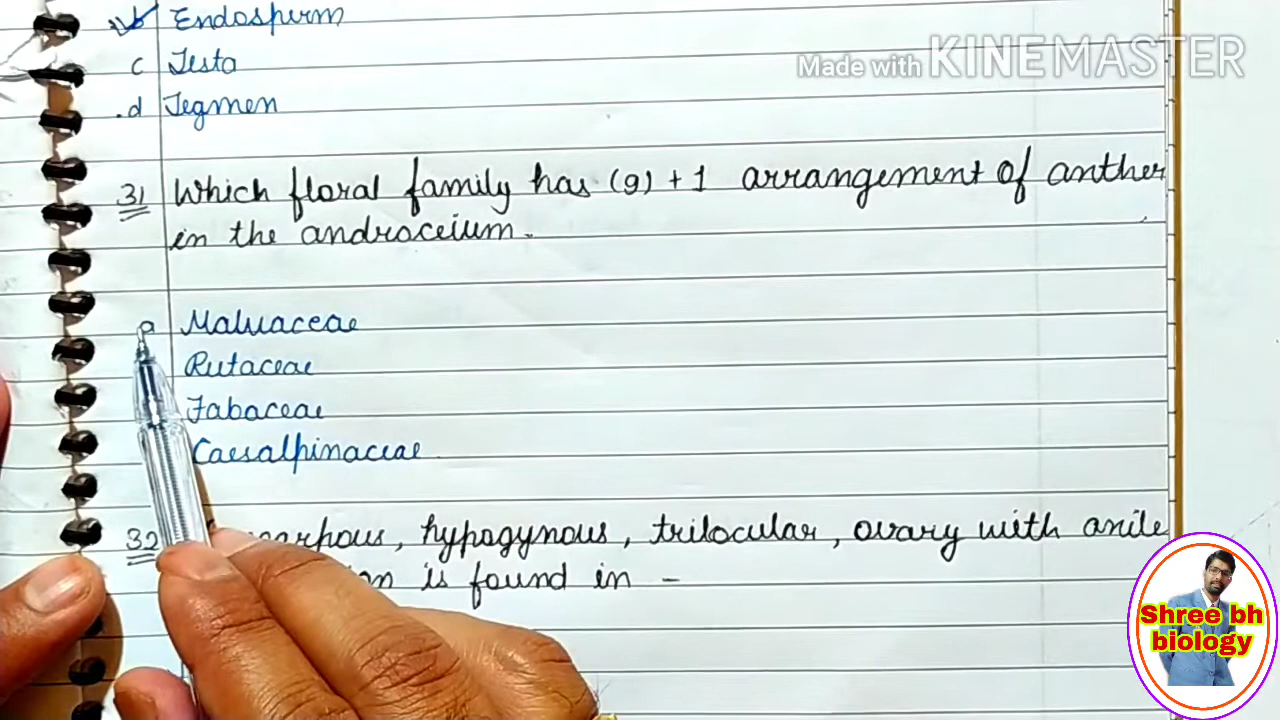 b Endosperm
c Testa
.d Tegmen
Made with KINEMASTER
31 Which floral family has (9) + 1 arrangement of anther
in the androceium.
a Malvaceae
Rutaceae
Fabaceae
Caesalpinaceae
32 hypogynous, trilocular, ovary with axile
is found in -
Shree bh
biology